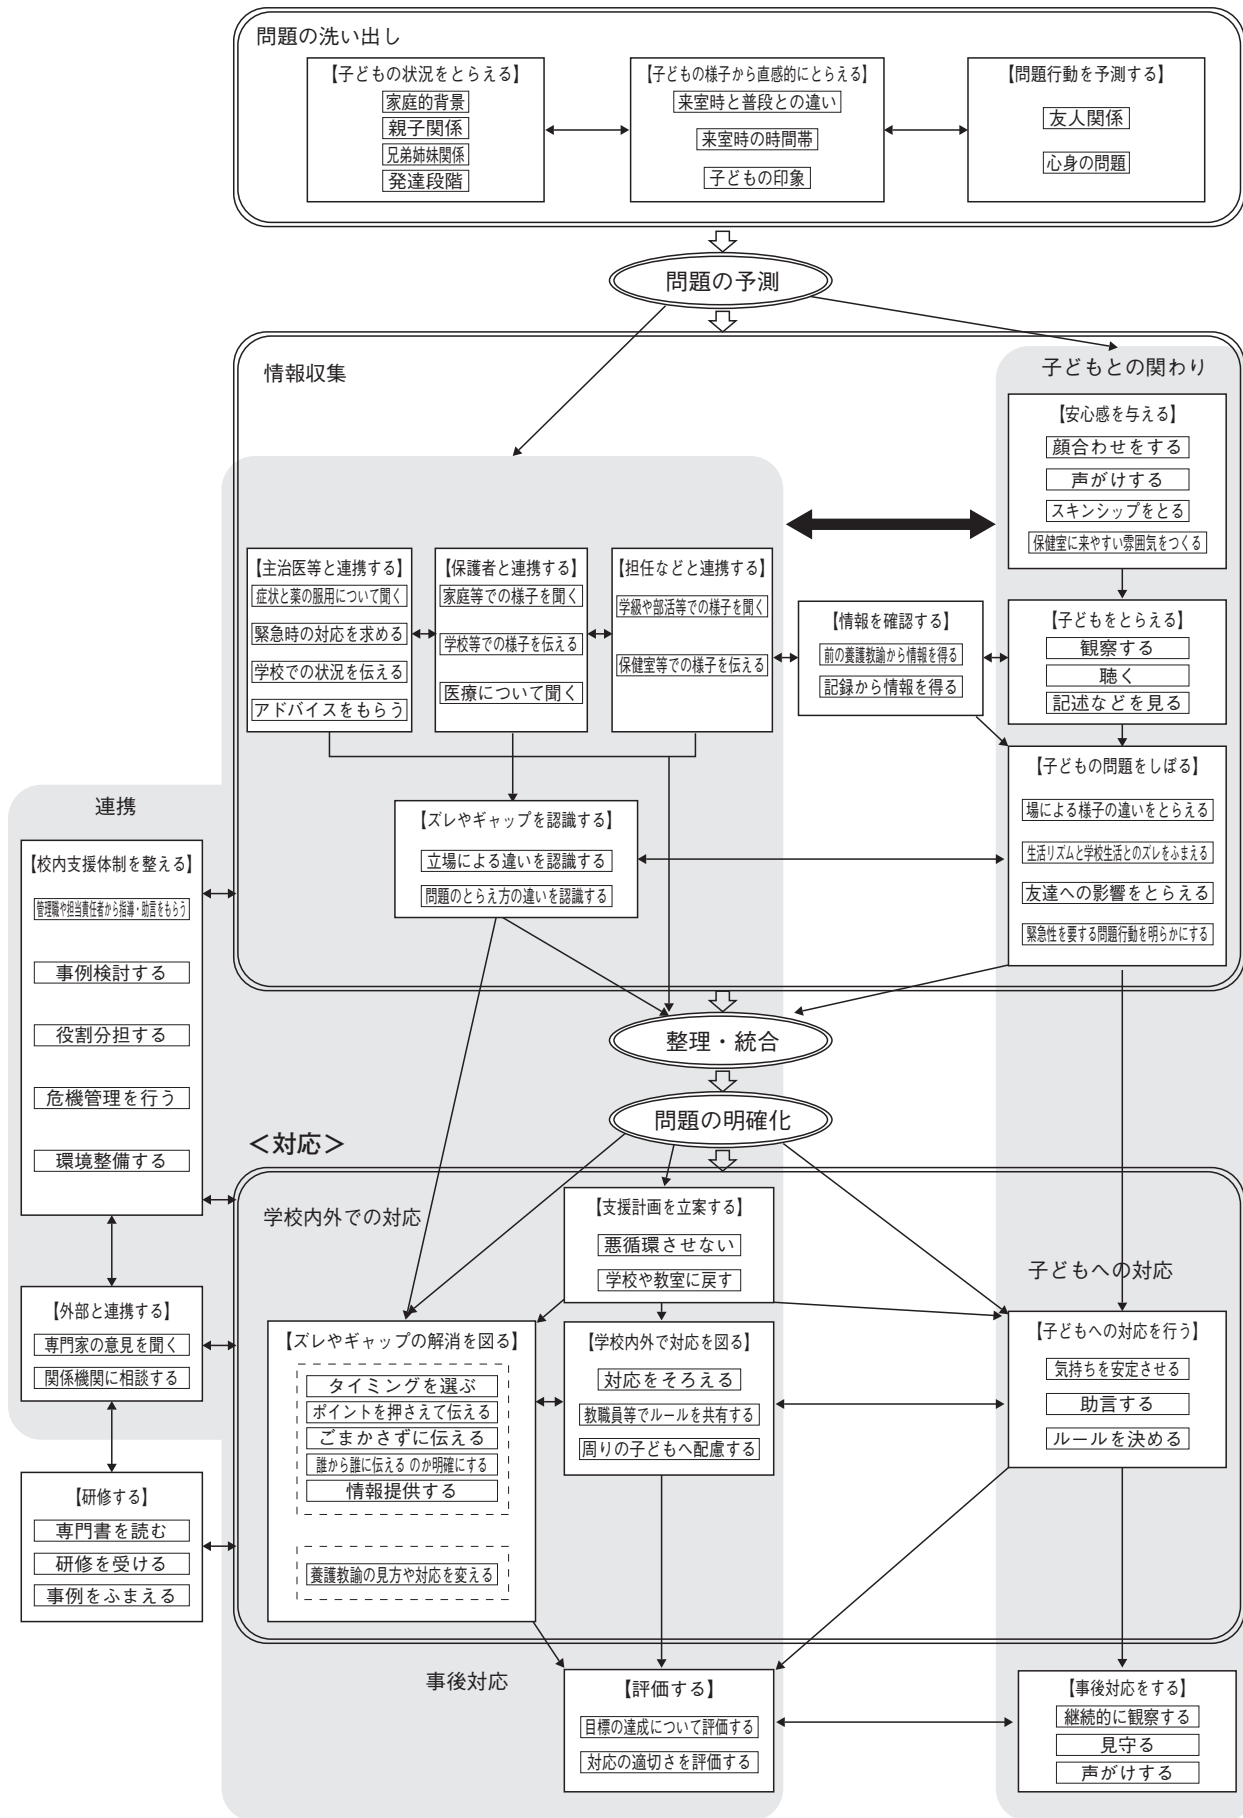 問題の洗い出し
【子どもの状況をとらえる】
家庭的背景
親子関係
兄弟姉妹関係
発達段階
【子どもの様子から直感的にとらえる】
来室時と普段との違い
来室時の時間帯
子どもの印象
【問題行動を予測する】
友人関係
心身の問題
問題の予測
情報収集
子どもとの関わり
【安心感を与える】
顔合わせをする
声がけする
スキンシップをとる
保健室に来やすい雰囲気をつくる
【主治医等と連携する】
症状と薬の服用について聞く
緊急時の対応を求める
学校での状況を伝える
アドバイスをもらう
【保護者と連携する】
家庭等での様子を聞く
学校等での様子を伝える
医療について聞く
【担任などと連携する】
学級や部活等での様子を聞く
保健室等での様子を伝える
【情報を確認する】
前の養護教諭から情報を得る
記録から情報を得る
【子どもをとらえる】
観察する
聴く
記述などを見る
【子どもの問題をしぼる】
場による様子の違いをとらえる
生活リズムと学校生活とのズレをふまえる
友達への影響をとらえる
緊急性を要する問題行動を明らかにする
【ズレやギャップを認識する】
立場による違いを認識する
問題のとらえ方の違いを認識する
連携
【校内支援体制を整える】
管理職や担当責任者から指導・助言をもらう
事例検討する
役割分担する
危機管理を行う
環境整備する
整理・統合
問題の明確化
＜対応＞
学校内外での対応
【支援計画を立案する】
悪循環させない
学校や教室に戻す
子どもへの対応
【外部と連携する】
専門家の意見を聞く
関係機関に相談する
【ズレやギャップの解消を図る】
タイミングを選ぶ
ポイントを押さえて伝える
ごまかさずに伝える
誰から誰に伝える のか明確にする
情報提供する
養護教諭の見方や対応を変える
【学校内外で対応を図る】
対応をそろえる
教職員等でルールを共有する
周りの子どもへ配慮する
【子どもへの対応を行う】
気持ちを安定させる
助言する
ルールを決める
【研修する】
専門書を読む
研修を受ける
事例をふまえる
事後対応
【評価する】
目標の達成について評価する
対応の適切さを評価する
【事後対応をする】
継続的に観察する
見守る
声がけする